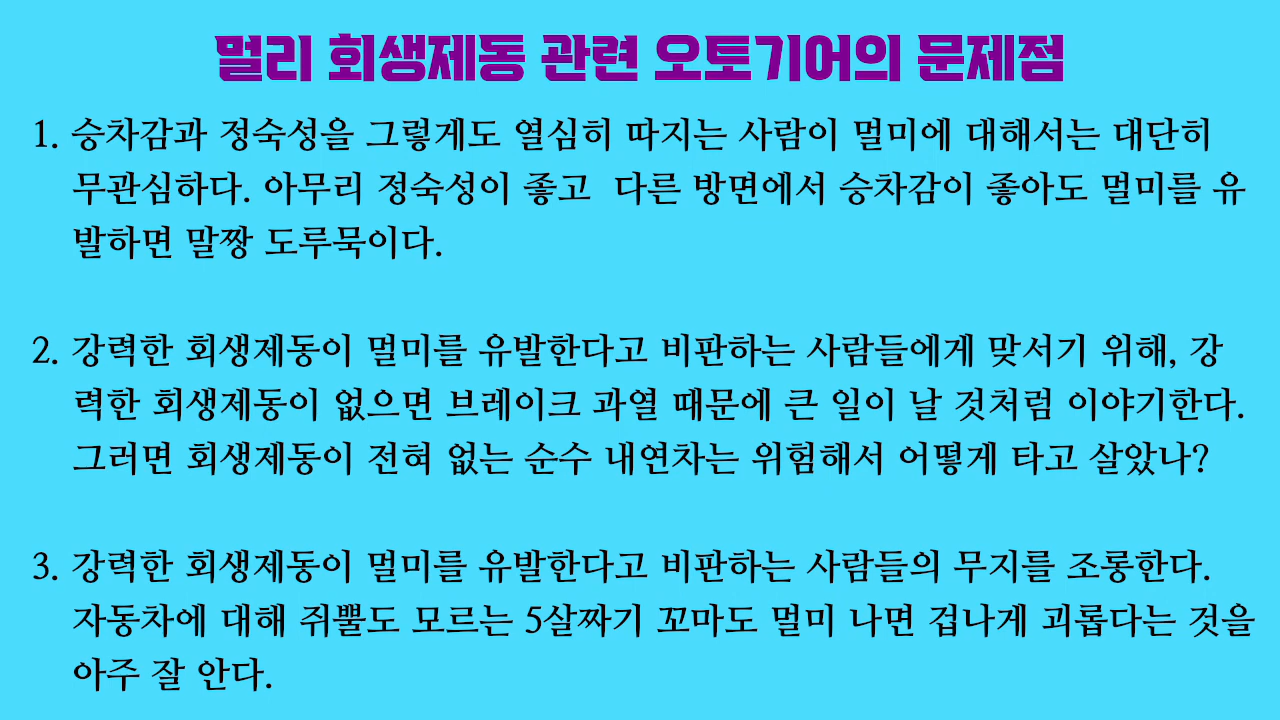 멀리 회생제동 관련 오토기어의 문제점
1. 승차감과 정숙성을 그렇게도 열심히 따지는 사람이 멀미에 대해서는 대단히
무관심하다. 아무리 정숙성이 좋고  다른 방면에서 승차감이 좋아도 멀미를 유
발하면 말짱 도루묵이다.
2. 강력한 회생제동이 멀미를 유발한다고 비판하는 사람들에게 맞서기 위해, 강
력한 회생제동이 없으면 브레이크 과열 때문에 큰 일이 날 것처럼 이야기한다.
그러면 회생제동이 전혀 없는 순수 내연차는 위험해서 어떻게 타고 살았나?
3. 강력한 회생제동이 멀미를 유발한다고 비판하는 사람들의 무지를 조롱한다.
자동차에 대해 쥐뿔도 모르는 5살짜기 꼬마도 멀미 나면 겁나게 괴롭다는 것을
아주 잘 안다.